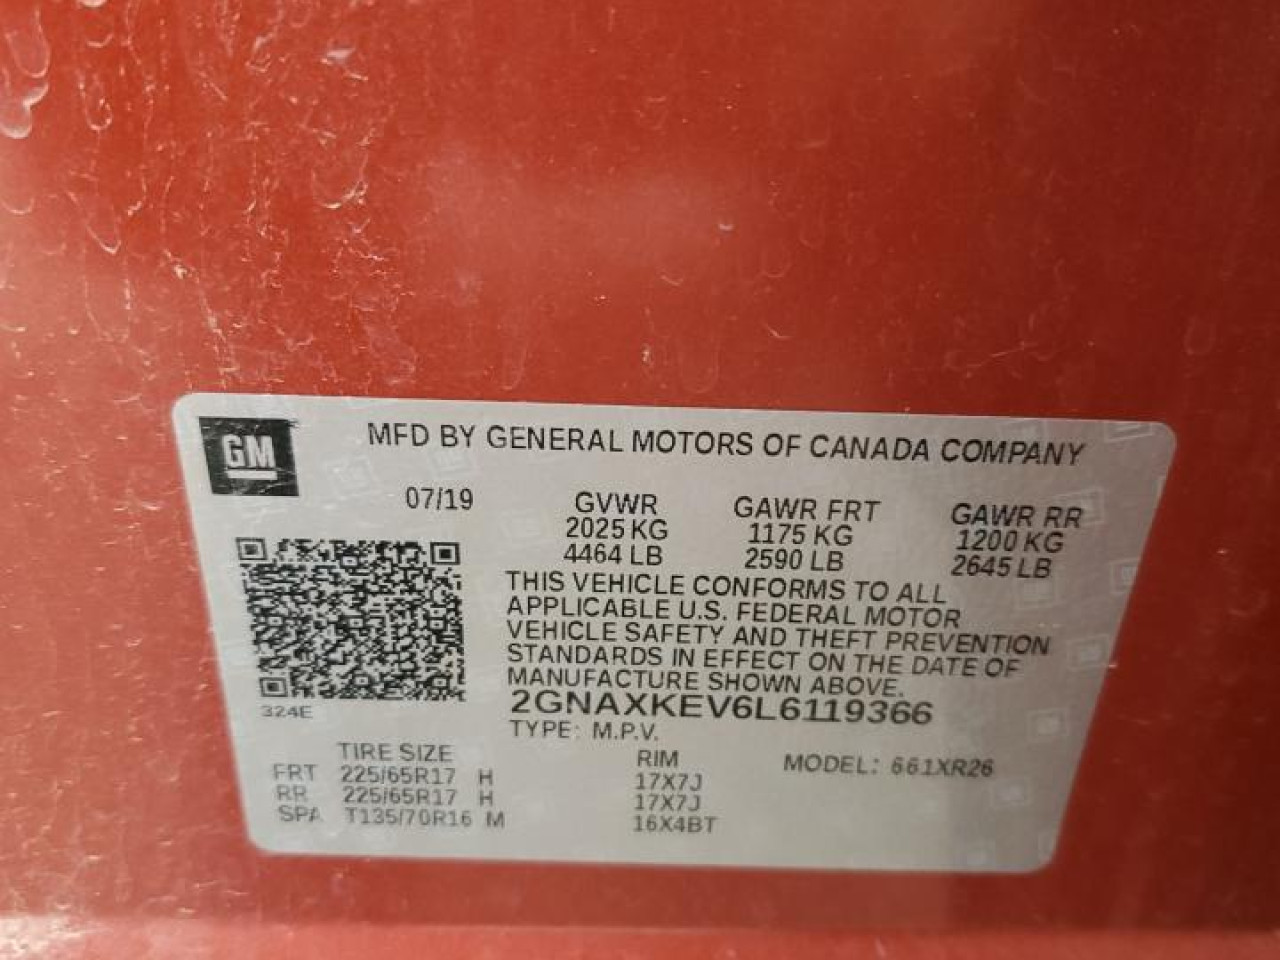 GM
MFD BY GENERAL MOTORS OF CANADA COMPANY
07/19 GVWR GAWR FRT GAWR RR
2025 KG 1175 KG 1200 KG
4464 LB 2590 LB 2645 LB
THIS VEHICLE CONFORMS TO ALL
APPLICABLE U.S. FEDERAL MOTOR
VEHICLE SAFETY AND THEFT PREVENTION
STANDARDS IN EFFECT ON THE DATE OF
MANUFACTURE SHOWN ABOVE.
2GNAXKEV6L6119366
324E
TYPE: M.P.V.
TIRE SIZE RIM MODEL: 661XR26
FRT 225/65R17 H 17X7J
RR 225/65R17 H 17X7J
SPA T135/70R16 M 16X4BT